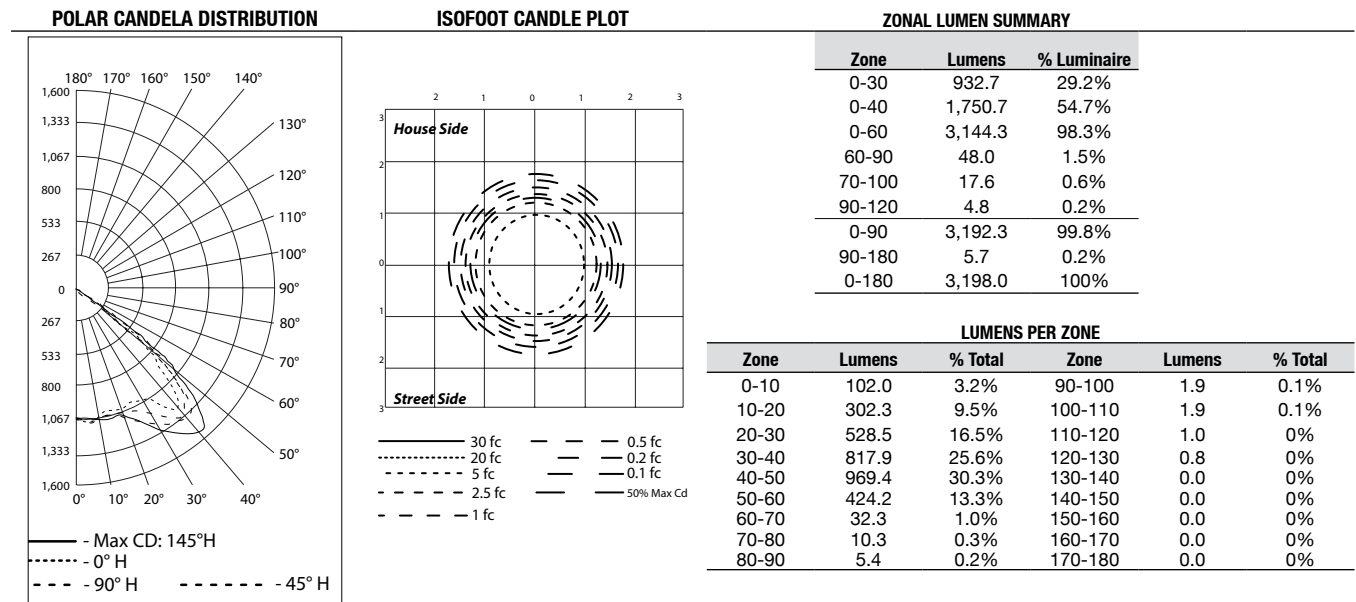 POLAR CANDELA DISTRIBUTION
180° 170° 160° 150° 140°
1,600
1,333
1,067
800
533
267
0
267
533
800
1,067
1,333
1,600
130°
120°
110°
100°
90°
80°
70°
60°
50°
0° 10° 20° 30° 40°
- Max CD: 145°H
- 0° H
- 90° H - 45° H
ISOFOOT CANDLE PLOT
2 1 0 1 2 3
3
2
1
0
1
2
3
House Side
Street Side
30 fc 0.5 fc
20 fc 0.2 fc
5 fc 0.1 fc
2.5 fc 50% Max Cd
1 fc
ZONAL LUMEN SUMMARY
Zone Lumens % Luminaire
0-30 932.7 29.2%
0-40 1,750.7 54.7%
0-60 3,144.3 98.3%
60-90 48.0 1.5%
70-100 17.6 0.6%
90-120 4.8 0.2%
0-90 3,192.3 99.8%
90-180 5.7 0.2%
0-180 3,198.0 100%
LUMENS PER ZONE
Zone Lumens % Total Zone Lumens % Total
0-10 102.0 3.2% 90-100 1.9 0.1%
10-20 302.3 9.5% 100-110 1.9 0.1%
20-30 528.5 16.5% 110-120 1.0 0%
30-40 817.9 25.6% 120-130 0.8 0%
40-50 969.4 30.3% 130-140 0.0 0%
50-60 424.2 13.3% 140-150 0.0 0%
60-70 32.3 1.0% 150-160 0.0 0%
70-80 10.3 0.3% 160-170 0.0 0%
80-90 5.4 0.2% 170-180 0.0 0%